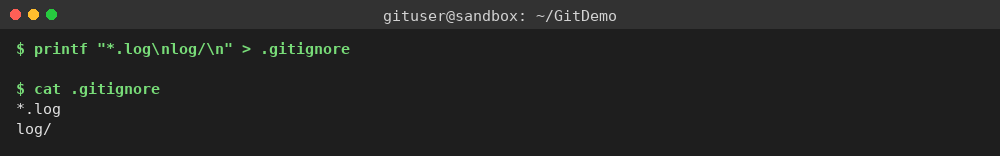 gituser@sandbox: ~/GitDemo
$ printf "*.log\nlog/\n" > .gitignore
$ cat .gitignore
*.log
log/